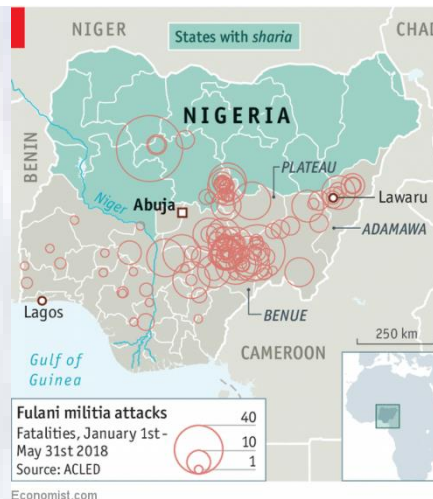 NIGER
CHAD
States with sharia
NIGERIA
BENIN
PLATEAU
Niger
Abuja
Lawaru
ADAMAWA
Lagos
BENUE
250 km
Gulf of
Guinea
CAMEROON
Fulani militia attacks
Fatalities, January 1st-
May 31st 2018
Source: ACLED
40
10
1
Economist.com